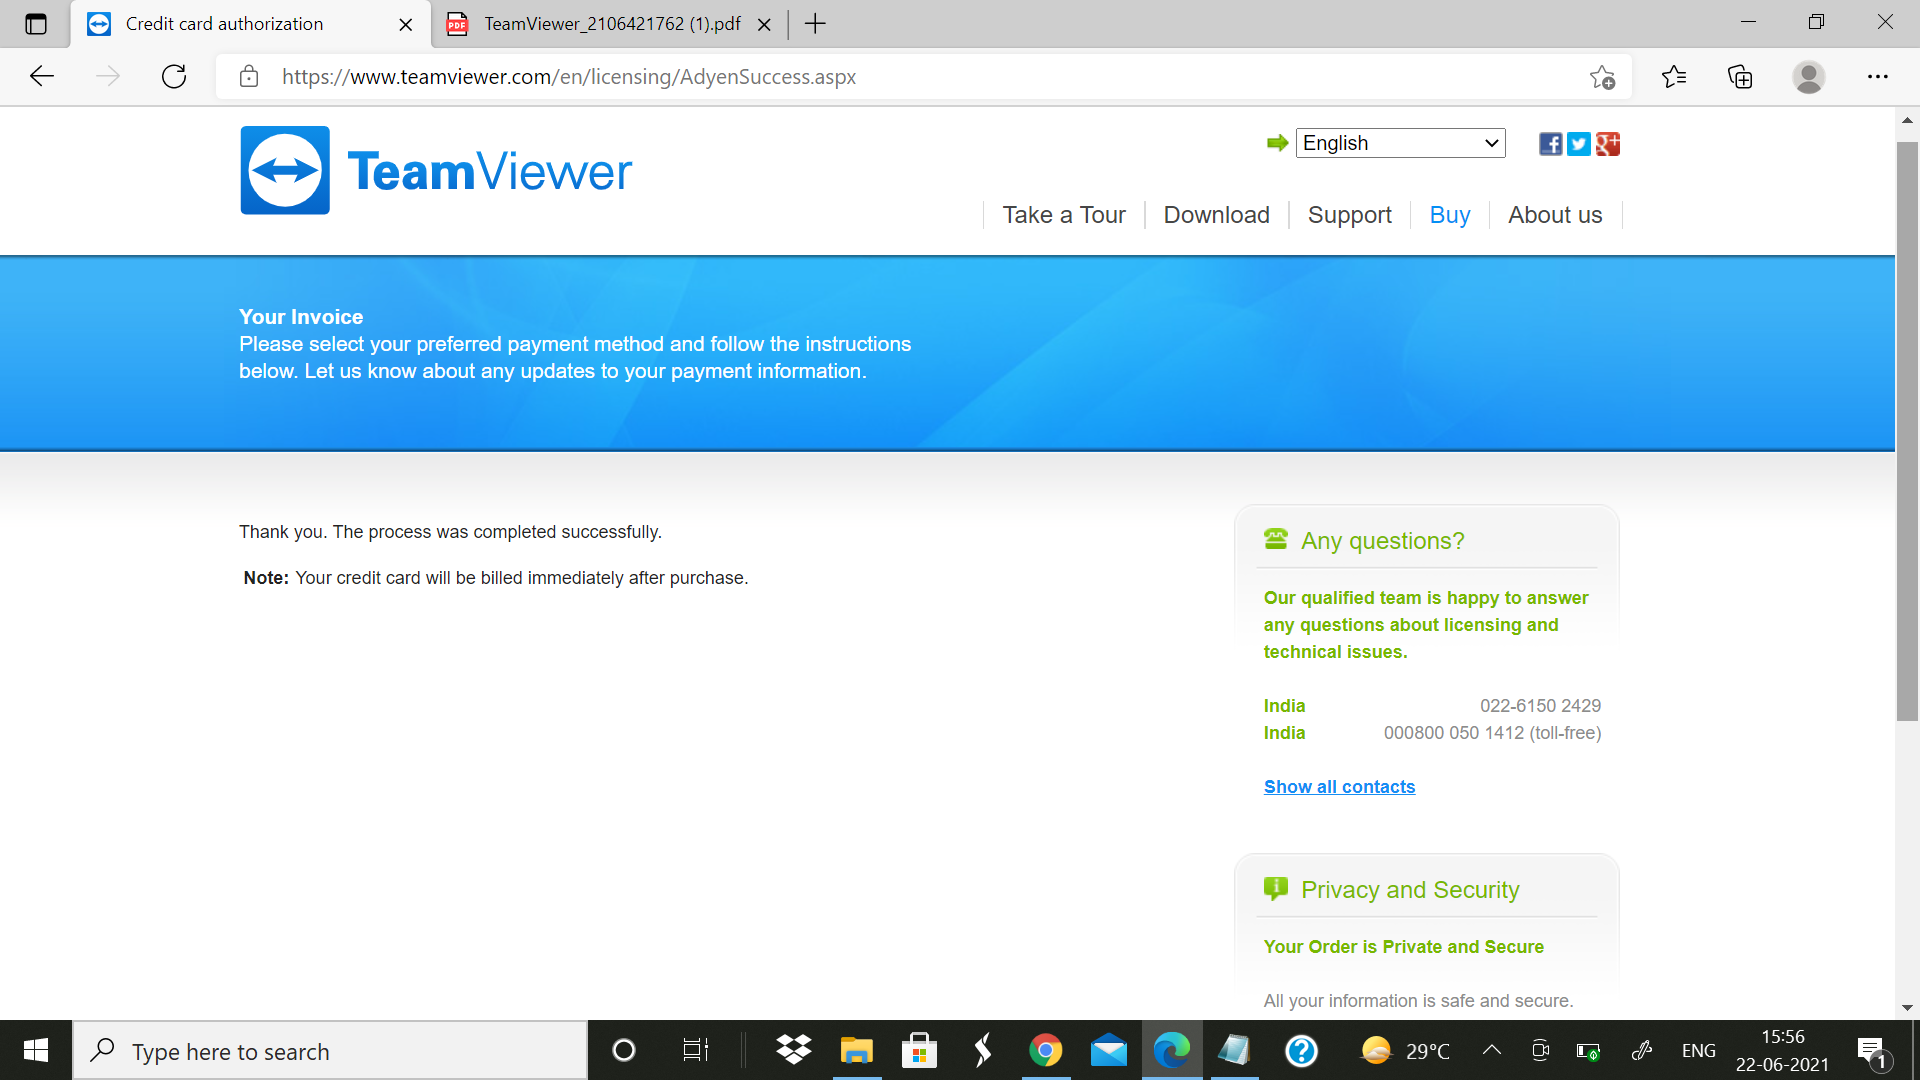 Credit card authorization
TeamViewer_2106421762 (1).pdf
https://www.teamviewer.com/en/licensing/AdyenSuccess.aspx
TeamViewer
English
Take a Tour
Download
Support
Buy
About us
Your Invoice
Please select your preferred payment method and follow the instructions
below. Let us know about any updates to your payment information.
Thank you. The process was completed successfully.
Note: Your credit card will be billed immediately after purchase.
Any questions?
Our qualified team is happy to answer
any questions about licensing and
technical issues.
India 022-6150 2429
India 000800 050 1412 (toll-free)
Show all contacts
Privacy and Security
Your Order is Private and Secure
All your information is safe and secure.
Type here to search
29°C
ENG
15:56
22-06-2021
1